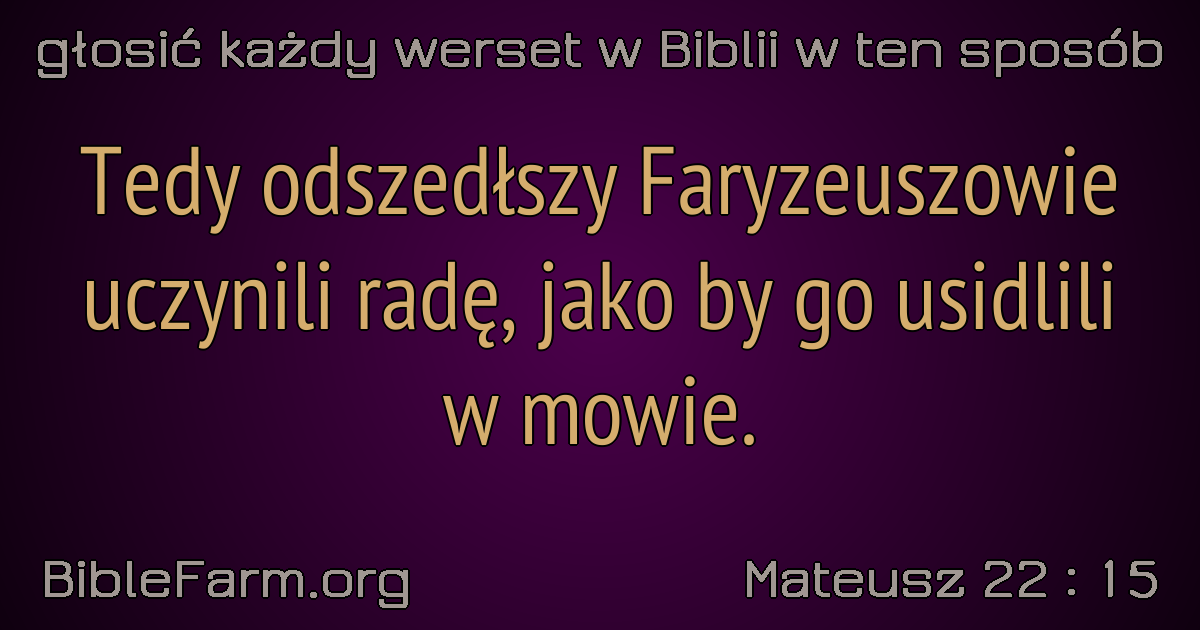 głosić każdy werset w Biblii w ten sposób
Tedy odszedłszy Faryzeuszowie
uczynili radę, jako by go usidlili
w mowie.
BibleFarm.org
Mateusz 22 : 15